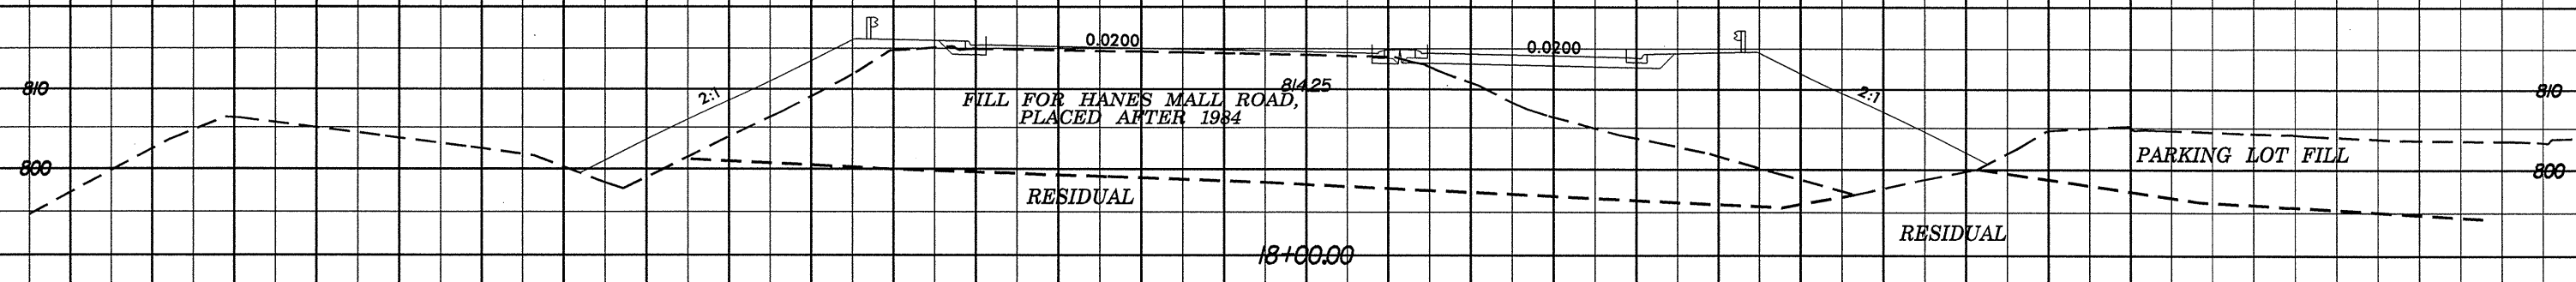 0.0200
0.0200
810
2:1
814.25
2:1
810
FILL FOR HANES MALL ROAD,
PLACED AFTER 1984
800
PARKING LOT FILL
800
RESIDUAL
RESIDUAL
18+00.00